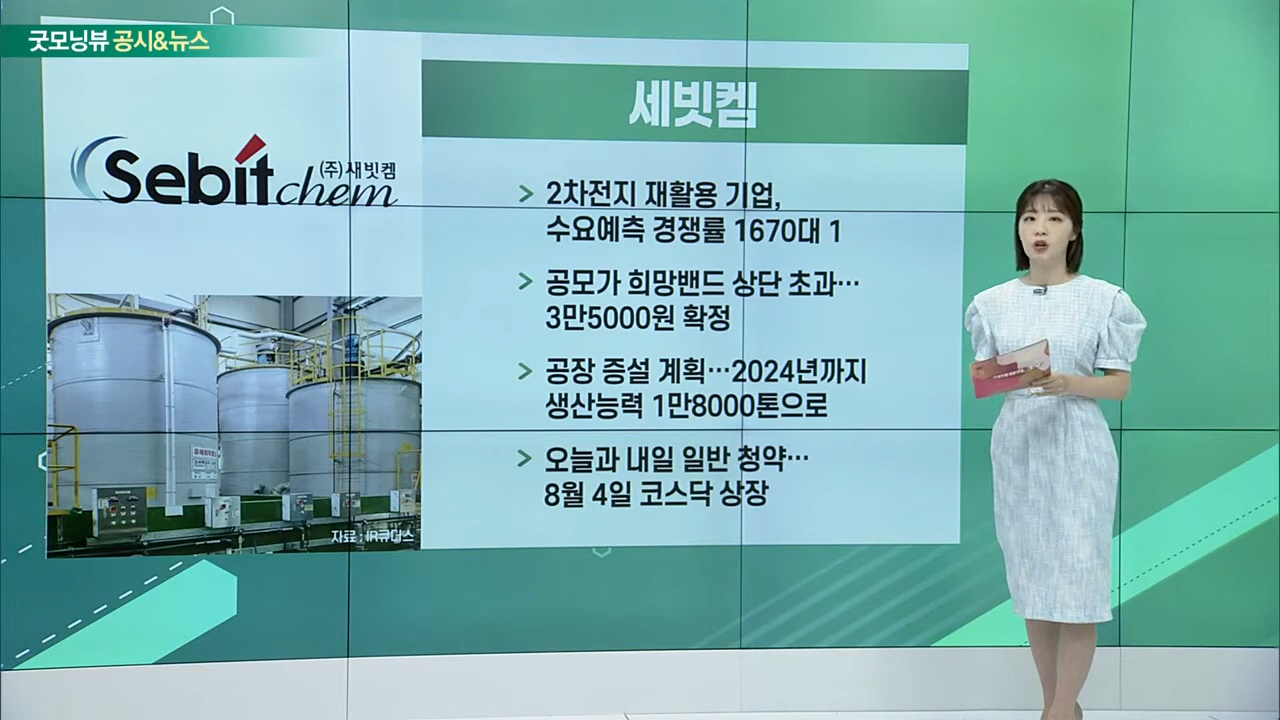 굿모닝뷰 공시&뉴스
세빗켐
Sebit chem
(주)새빗켐
2차전지 재활용 기업,
수요예측 경쟁률 1670대 1
공모가 희망밴드 상단 초과…
3만5000원 확정
공장 증설 계획…2024년까지
생산능력 1만8000톤으로
오늘과 내일 일반 청약…
8월 4일 코스닥 상장
자료 : IR큐더스